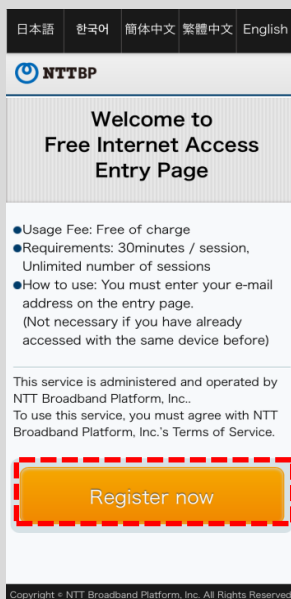 日本語 한국어 简体中文 繁體中文 English
NTTBP
Welcome to
Free Internet Access
Entry Page
●Usage Fee: Free of charge
●Requirements: 30minutes / session,
Unlimited number of sessions
●How to use: You must enter your e-mail
address on the entry page.
(Not necessary if you have already
accessed with the same device before)
This service is administered and operated by
NTT Broadband Platform, Inc..
To use this service, you must agree with NTT
Broadband Platform, Inc.'s Terms of Service.
Register now
Copyright © NTT Broadband Platform, Inc. All Rights Reserved